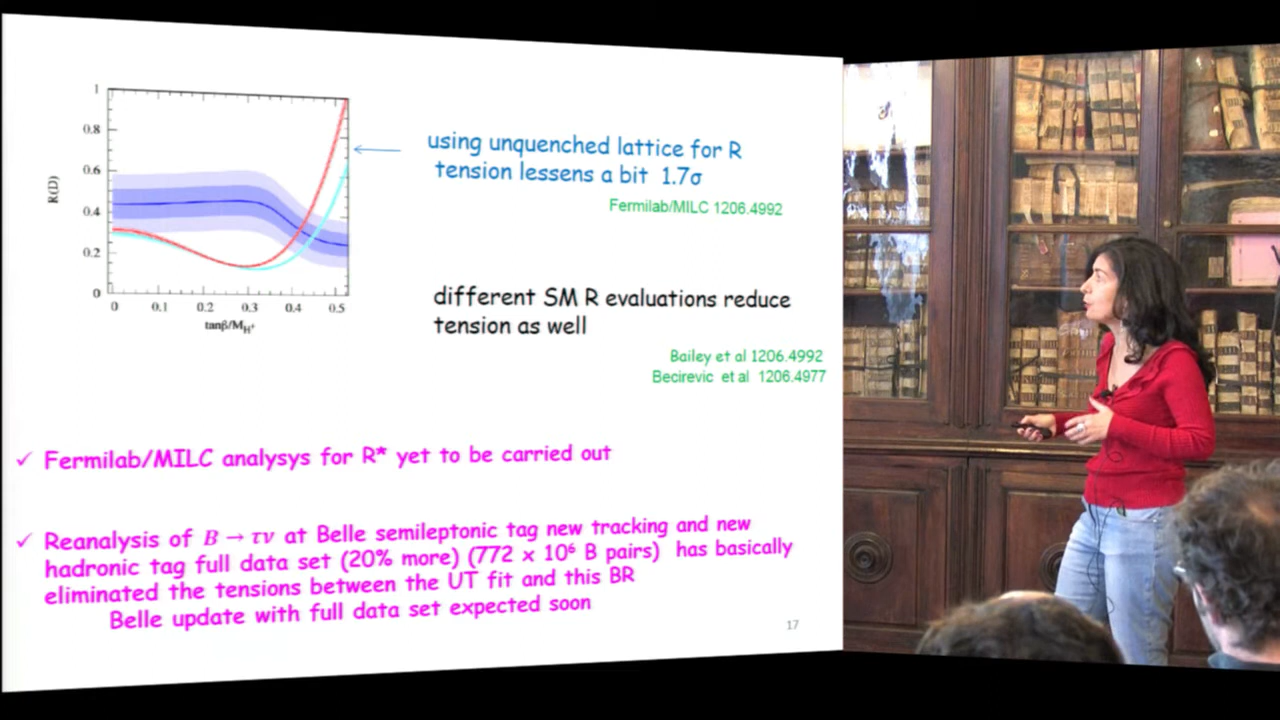 1
0.8
0.6
0.4
0.2
0
R(D)
0 0.1 0.2 0.3 0.4 0.5
tanβ/M_H⁺
using unquenched lattice for R
tension lessens a bit 1.7σ
Fermilab/MILC 1206.4992
different SM R evaluations reduce
tension as well
Bailey et al 1206.4992
Becirevic et al 1206.4977
✓ Fermilab/MILC analysys for R* yet to be carried out
✓ Reanalysis of B → τν at Belle semileptonic tag new tracking and new
hadronic tag full data set (20% more) (772 x 10⁶ B pairs) has basically
eliminated the tensions between the UT fit and this BR
Belle update with full data set expected soon
17